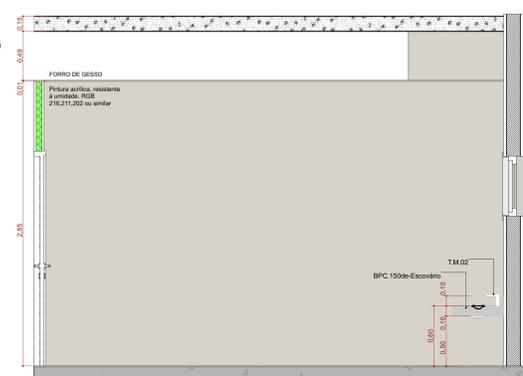 0,15
0,49
FORRO DE GESSO
0,01
Pintura acrílica, resistente
à umidade. RGB
216,211,202 ou similar
2,85
T.M.02
BPC.150de-Escovário
0,10
0,10
0,60
0,50